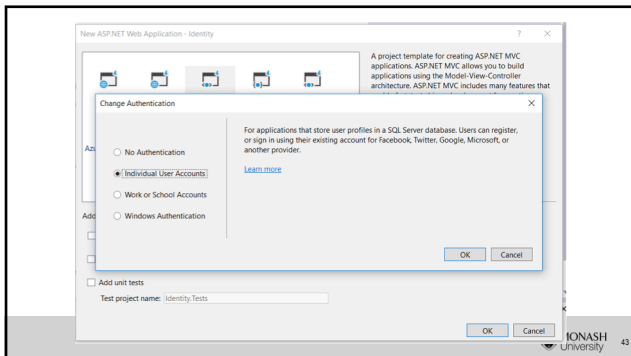 New ASP.NET Web Application - Identity
? ×
A project template for creating ASP.NET MVC
applications. ASP.NET MVC allows you to build
applications using the Model-View-Controller
architecture. ASP.NET MVC includes many features that
Change Authentication
×
For applications that store user profiles in a SQL Server database. Users can register,
or sign in using their existing account for Facebook, Twitter, Google, Microsoft, or
another provider.
Learn more
No Authentication
Individual User Accounts
Work or School Accounts
Windows Authentication
OK Cancel
Add unit tests
Test project name: Identity.Tests
OK Cancel
MONASH
University
43